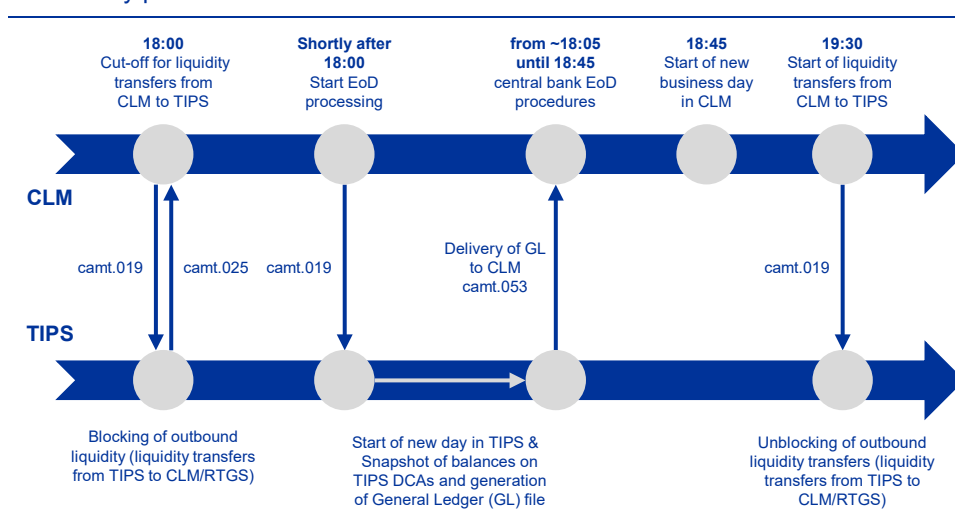 18:00
Cut-off for liquidity
transfers from
CLM to TIPS
Shortly after
18:00
Start EoD
processing
from ~18:05
until 18:45
central bank EoD
procedures
18:45
Start of new
business day
in CLM
19:30
Start of liquidity
transfers from
CLM to TIPS
CLM
camt.019
camt.025
camt.019
Delivery of GL
to CLM
camt.053
camt.019
TIPS
Blocking of outbound
liquidity (liquidity transfers
from TIPS to CLM/RTGS)
Start of new day in TIPS &
Snapshot of balances on
TIPS DCAs and generation
of General Ledger (GL) file
Unblocking of outbound
liquidity transfers (liquidity
transfers from TIPS to
CLM/RTGS)